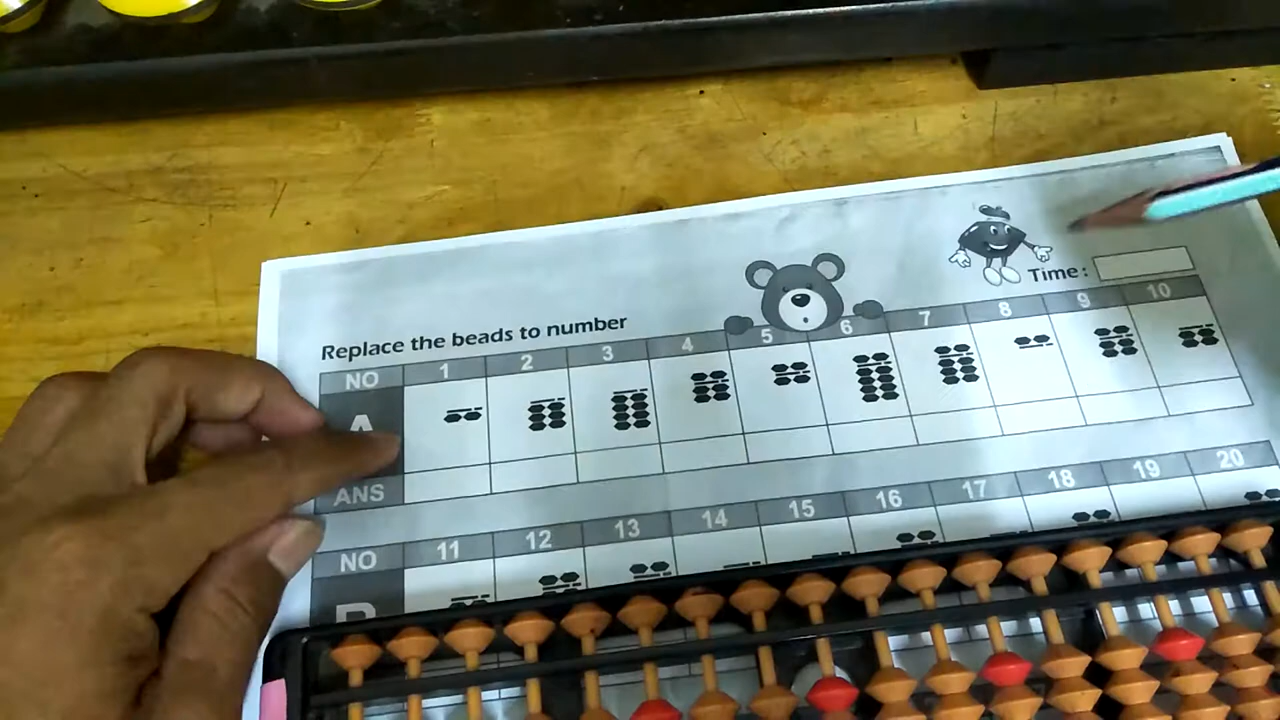 Time:
Replace the beads to number
NO 1 2 3 4 5 6 7 8 9 10
A
ANS
NO 11 12 13 14 15 16 17 18 19 20